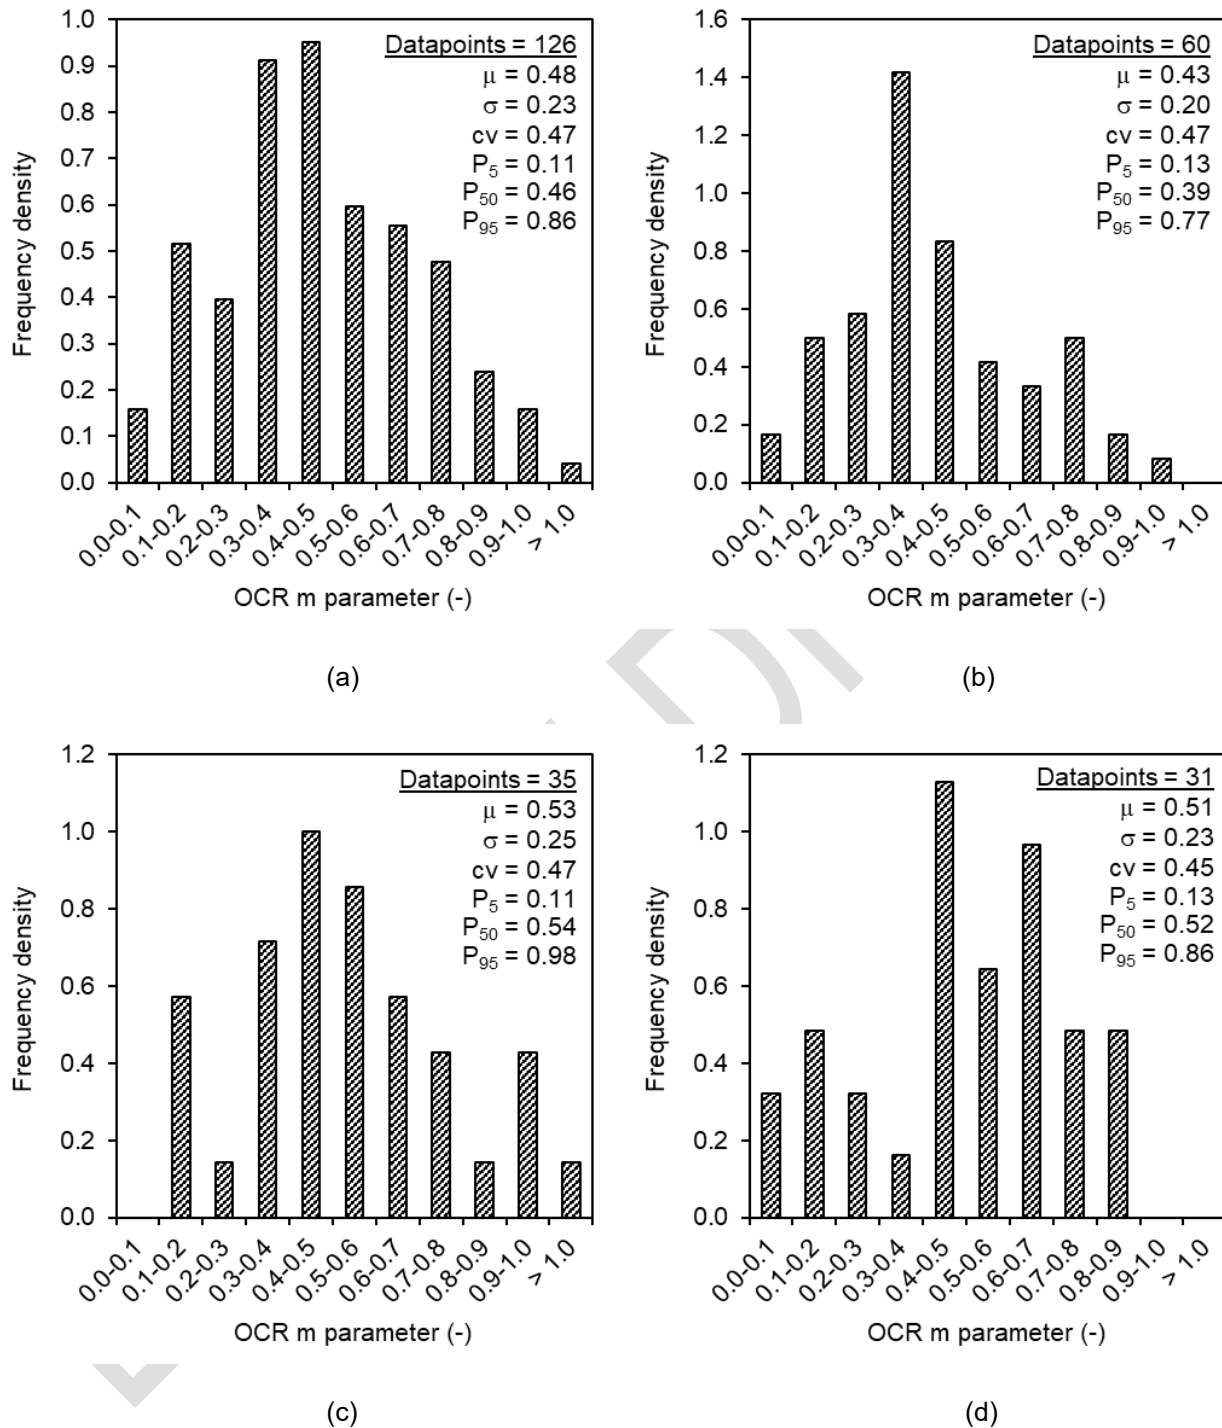 Datapoints = 126
μ = 0.48
σ = 0.23
cv = 0.47
P5 = 0.11
P50 = 0.46
P95 = 0.86
Frequency density
1.0
0.9
0.8
0.7
0.6
0.5
0.4
0.3
0.2
0.1
0.0
0.0-0.1
0.1-0.2
0.2-0.3
0.3-0.4
0.4-0.5
0.5-0.6
0.6-0.7
0.7-0.8
0.8-0.9
0.9-1.0
> 1.0
OCR m parameter (-)
(a)
Datapoints = 60
μ = 0.43
σ = 0.20
cv = 0.47
P5 = 0.13
P50 = 0.39
P95 = 0.77
Frequency density
1.6
1.4
1.2
1.0
0.8
0.6
0.4
0.2
0.0
0.0-0.1
0.1-0.2
0.2-0.3
0.3-0.4
0.4-0.5
0.5-0.6
0.6-0.7
0.7-0.8
0.8-0.9
0.9-1.0
> 1.0
OCR m parameter (-)
(b)
Datapoints = 35
μ = 0.53
σ = 0.25
cv = 0.47
P5 = 0.11
P50 = 0.54
P95 = 0.98
Frequency density
1.2
1.0
0.8
0.6
0.4
0.2
0.0
0.0-0.1
0.1-0.2
0.2-0.3
0.3-0.4
0.4-0.5
0.5-0.6
0.6-0.7
0.7-0.8
0.8-0.9
0.9-1.0
> 1.0
OCR m parameter (-)
(c)
Datapoints = 31
μ = 0.51
σ = 0.23
cv = 0.45
P5 = 0.13
P50 = 0.52
P95 = 0.86
Frequency density
1.2
1.0
0.8
0.6
0.4
0.2
0.0
0.0-0.1
0.1-0.2
0.2-0.3
0.3-0.4
0.4-0.5
0.5-0.6
0.6-0.7
0.7-0.8
0.8-0.9
0.9-1.0
> 1.0
OCR m parameter (-)
(d)